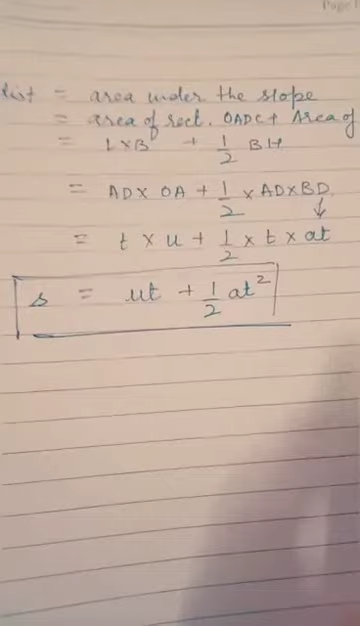 Page
dist = area under the slope
= area of rect. OADC + Area of
= L×B + 1/2 BH
= AD × OA + 1/2 × AD × BD
↓
= t × u + 1/2 × t × at
s = ut + 1/2 at²